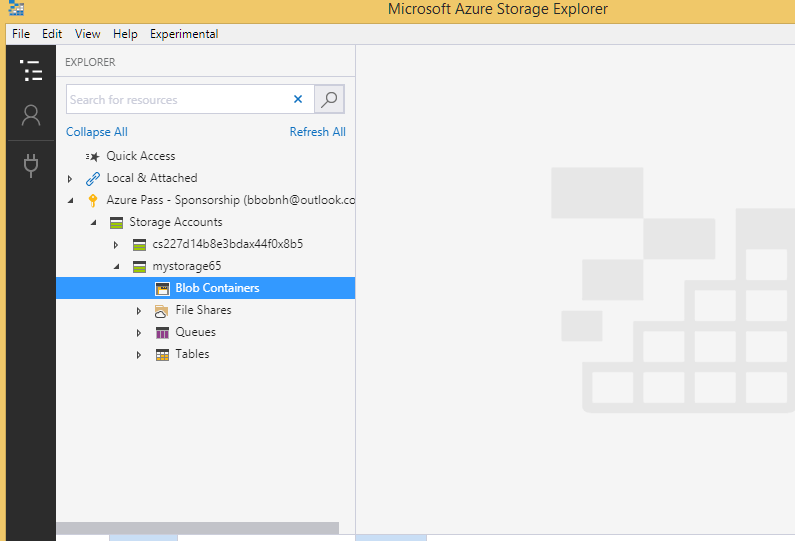 Microsoft Azure Storage Explorer
File Edit View Help Experimental
EXPLORER
Search for resources
Collapse All Refresh All
Quick Access
Local & Attached
Azure Pass - Sponsorship (bbobnh@outlook.co
Storage Accounts
cs227d14b8e3bdax44f0x8b5
mystorage65
Blob Containers
File Shares
Queues
Tables